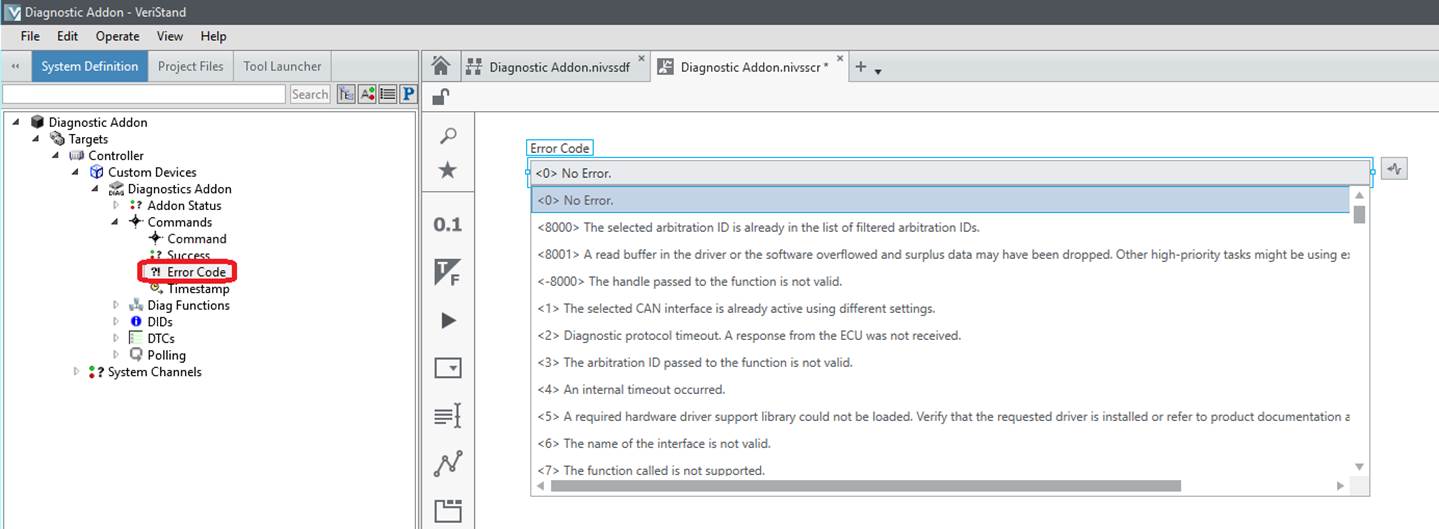 Diagnostic Addon - VeriStand
File Edit Operate View Help
System Definition Project Files Tool Launcher
Diagnostic Addon.nivssdf Diagnostic Addon.nivsscr *
Search
Diagnostic Addon
Targets
Controller
Custom Devices
Diagnostics Addon
Addon Status
Commands
Command
Success
Error Code
Timestamp
Diag Functions
DIDs
DTCs
Polling
System Channels
0.1
T/F
Error Code
<0> No Error.
<0> No Error.
<8000> The selected arbitration ID is already in the list of filtered arbitration IDs.
<8001> A read buffer in the driver or the software overflowed and surplus data may have been dropped. Other high-priority tasks might be using e
<-8000> The handle passed to the function is not valid.
<1> The selected CAN interface is already active using different settings.
<2> Diagnostic protocol timeout. A response from the ECU was not received.
<3> The arbitration ID passed to the function is not valid.
<4> An internal timeout occurred.
<5> A required hardware driver support library could not be loaded. Verify that the requested driver is installed or refer to product documentation a
<6> The name of the interface is not valid.
<7> The function called is not supported.